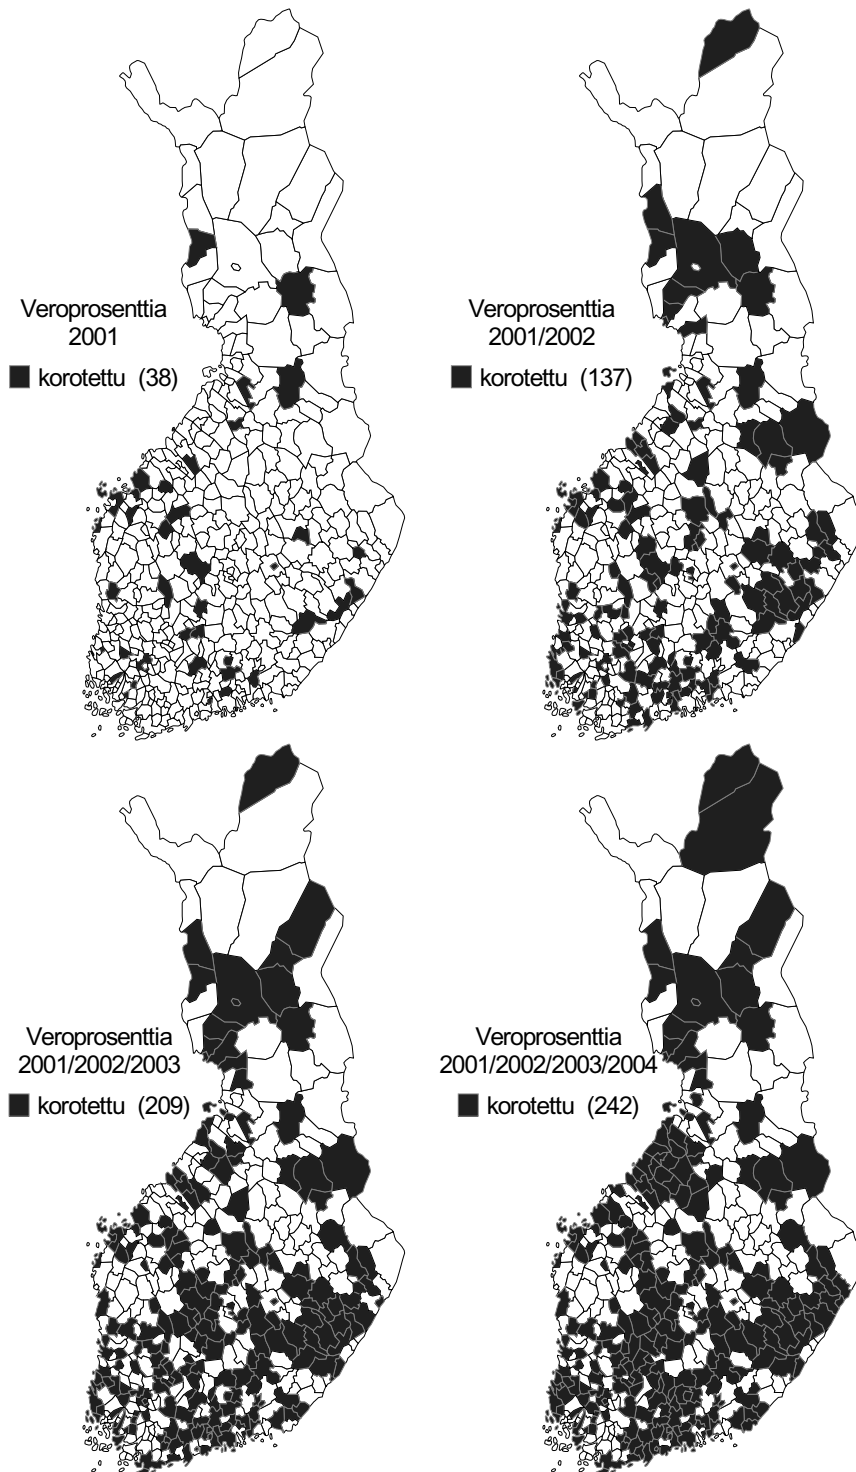 Veroprosenttia
2001
korotettu (38)
Veroprosenttia
2001/2002
korotettu (137)
Veroprosenttia
2001/2002/2003
korotettu (209)
Veroprosenttia
2001/2002/2003/2004
korotettu (242)